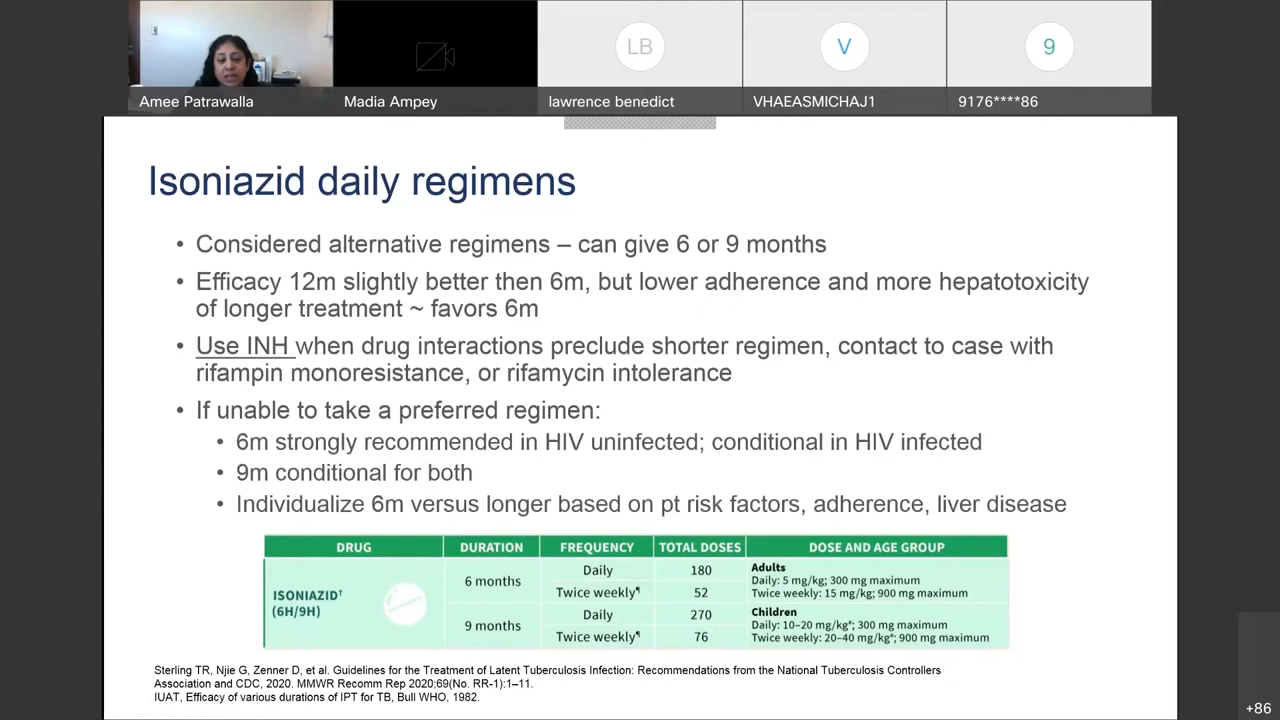 LB
V
9
Amee Patrawalla
Madia Ampey
lawrence benedict
VHAEASMICHAJ1
9176****86
Isoniazid daily regimens
• Considered alternative regimens – can give 6 or 9 months
• Efficacy 12m slightly better then 6m, but lower adherence and more hepatotoxicity
of longer treatment ~ favors 6m
• Use INH when drug interactions preclude shorter regimen, contact to case with
rifampin monoresistance, or rifamycin intolerance
• If unable to take a preferred regimen:
• 6m strongly recommended in HIV uninfected; conditional in HIV infected
• 9m conditional for both
• Individualize 6m versus longer based on pt risk factors, adherence, liver disease
DRUG DURATION FREQUENCY TOTAL DOSES DOSE AND AGE GROUP
ISONIAZID†
(6H/9H)
6 months
Daily 180
Twice weekly¶ 52
9 months
Daily 270
Twice weekly¶ 76
Adults
Daily: 5 mg/kg; 300 mg maximum
Twice weekly: 15 mg/kg; 900 mg maximum
Children
Daily: 10–20 mg/kg#; 300 mg maximum
Twice weekly: 20–40 mg/kg#; 900 mg maximum
Sterling TR, Njie G, Zenner D, et al. Guidelines for the Treatment of Latent Tuberculosis Infection: Recommendations from the National Tuberculosis Controllers
Association and CDC, 2020. MMWR Recomm Rep 2020;69(No. RR-1):1–11.
IUAT, Efficacy of various durations of IPT for TB, Bull WHO, 1982.
+86